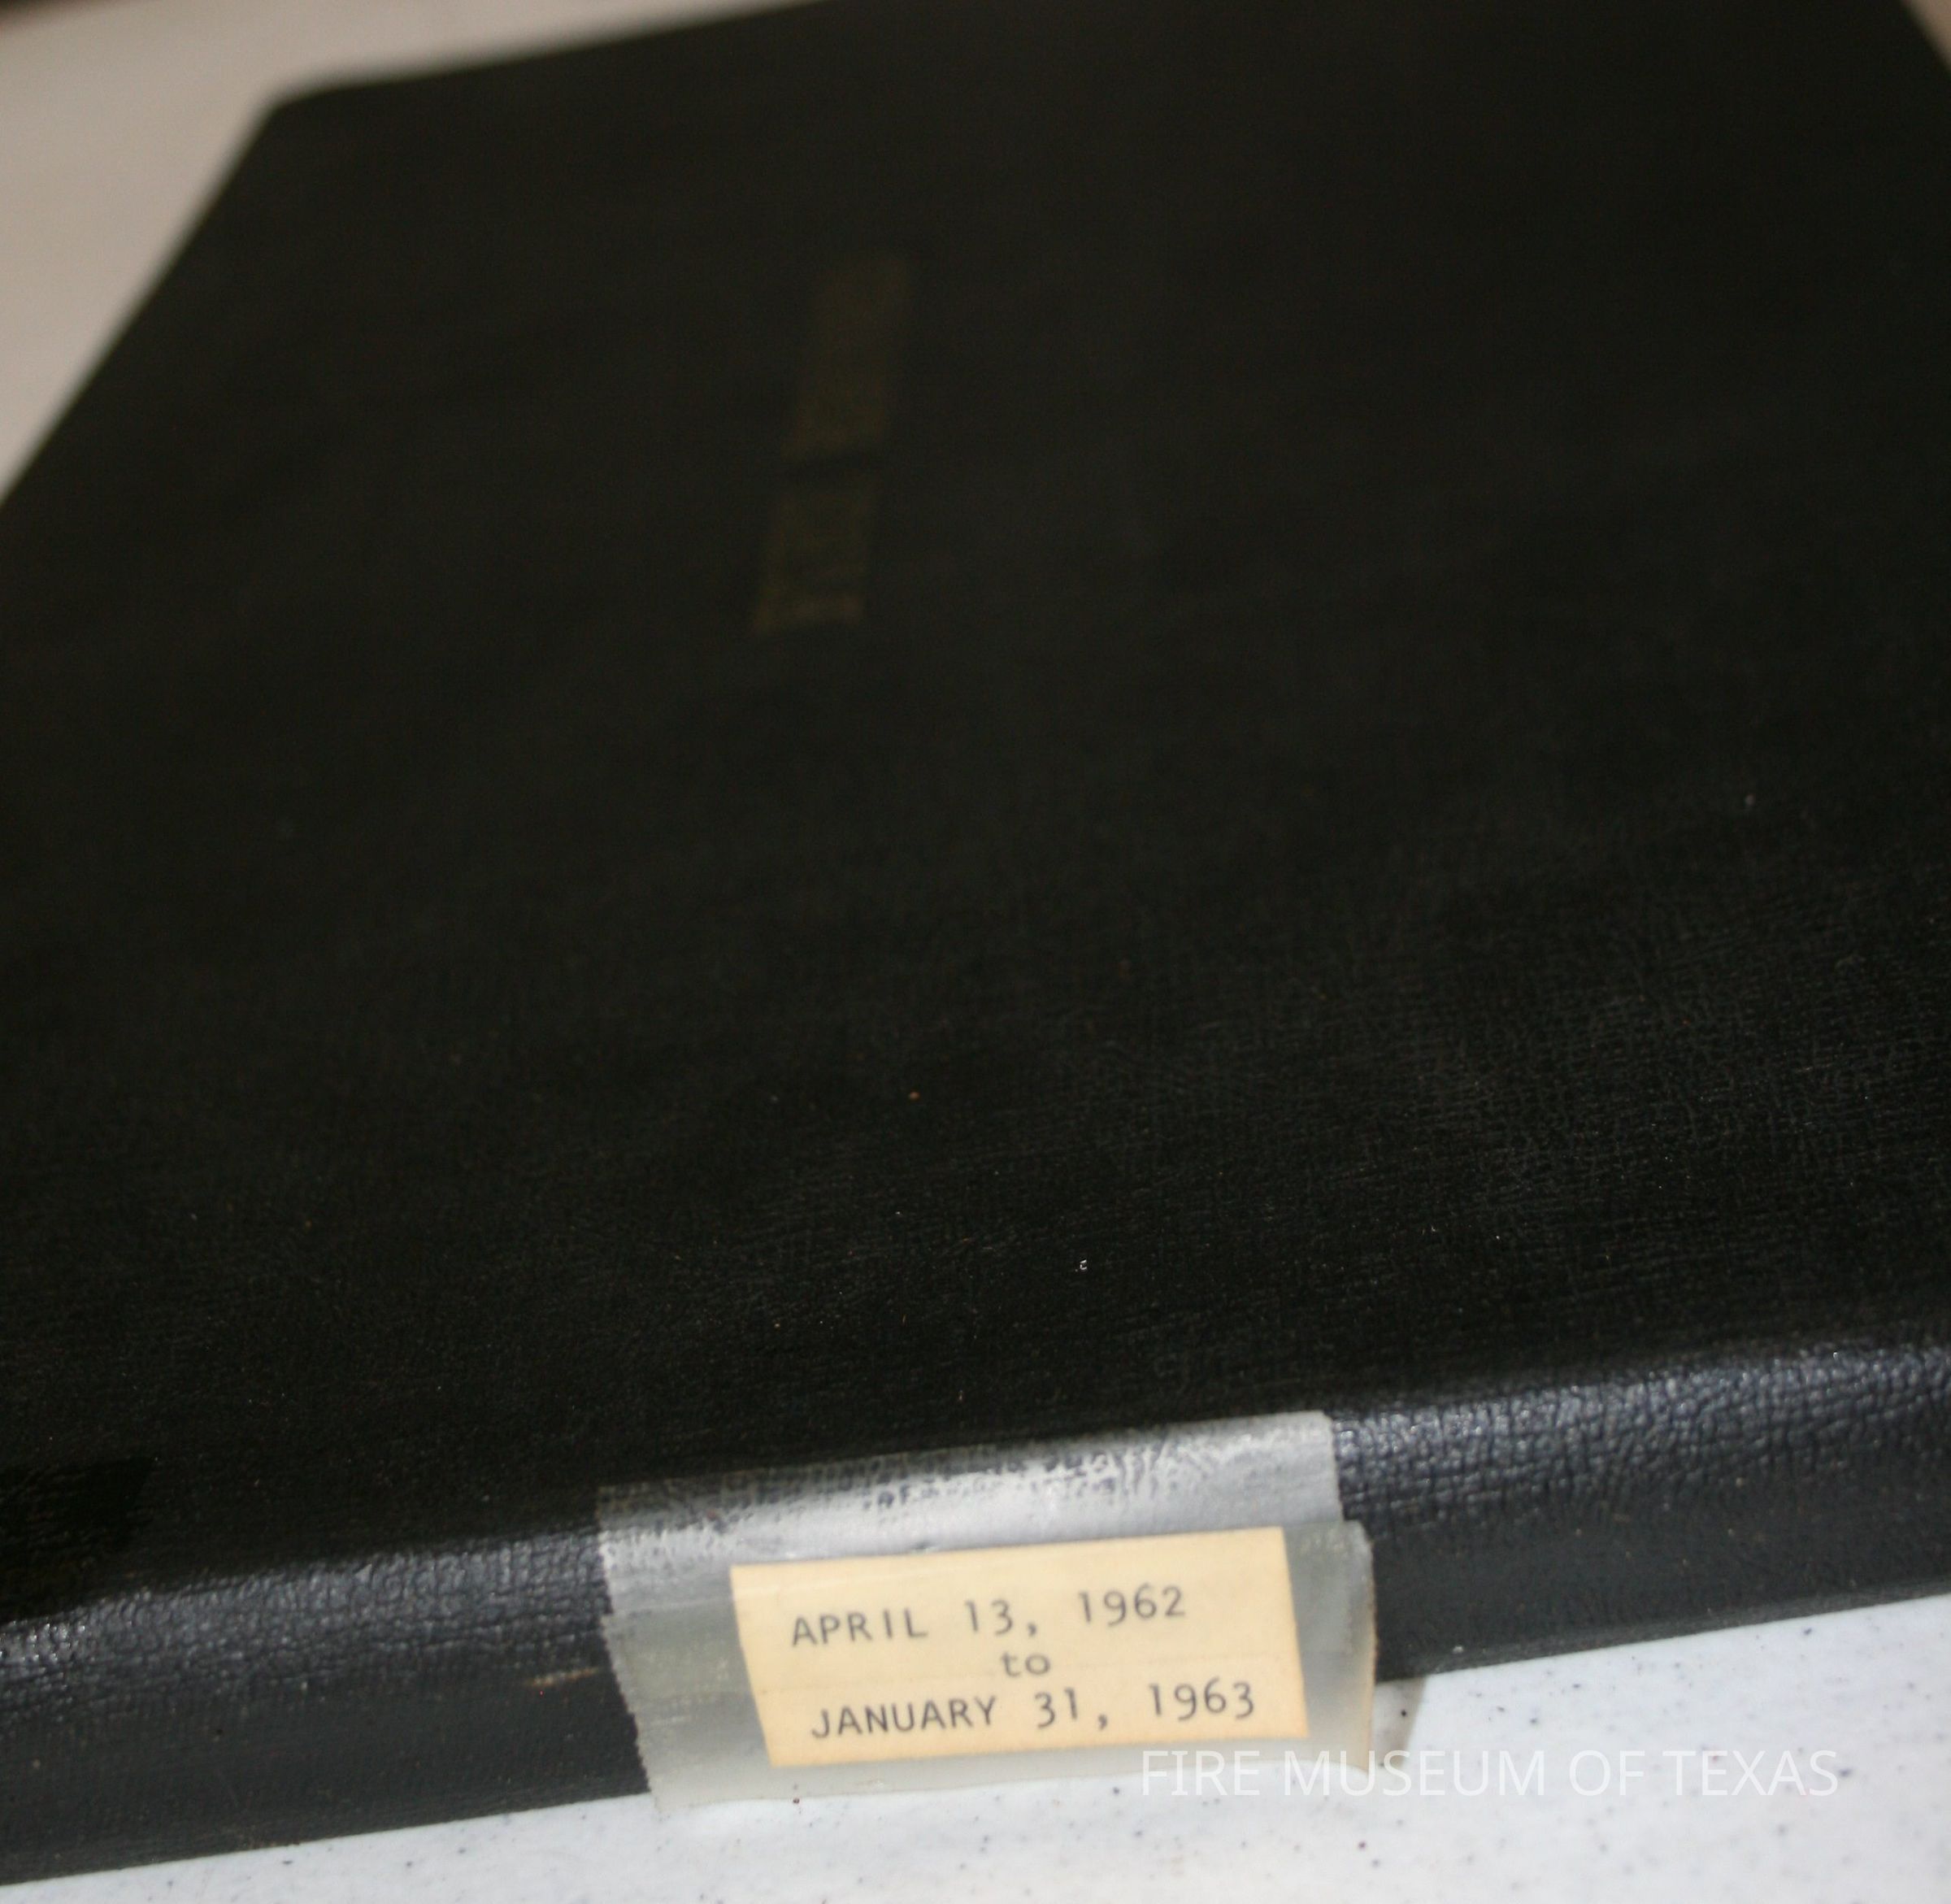 APRIL 13, 1962
to
JANUARY 31, 1963
FIRE MUSEUM OF TEXAS